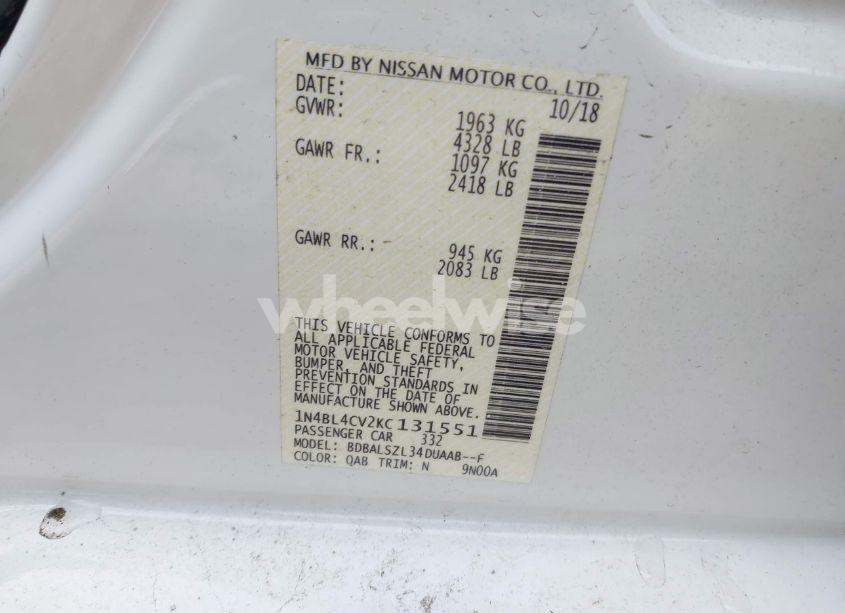 MFD BY NISSAN MOTOR CO., LTD.
DATE: 10/18
GVWR: 1963 KG
4328 LB
GAWR FR.: 1097 KG
2418 LB
GAWR RR.: 945 KG
2083 LB
wheelwise
THIS VEHICLE CONFORMS TO
ALL APPLICABLE FEDERAL
MOTOR VEHICLE SAFETY,
BUMPER, AND THEFT
PREVENTION STANDARDS IN
EFFECT ON THE DATE OF
MANUFACTURE SHOWN ABOVE.
1N4BL4CV2KC131551
PASSENGER CAR 332
MODEL: BDBALSZL34DUAAB--F
COLOR: QAB TRIM: N 9N00A